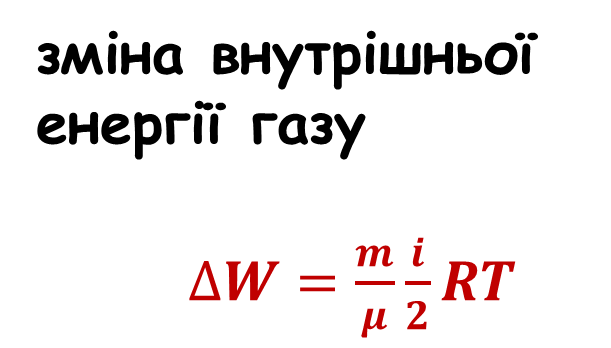 зміна внутрішньої
енергії газу
ΔW = m/μ i/2 RT